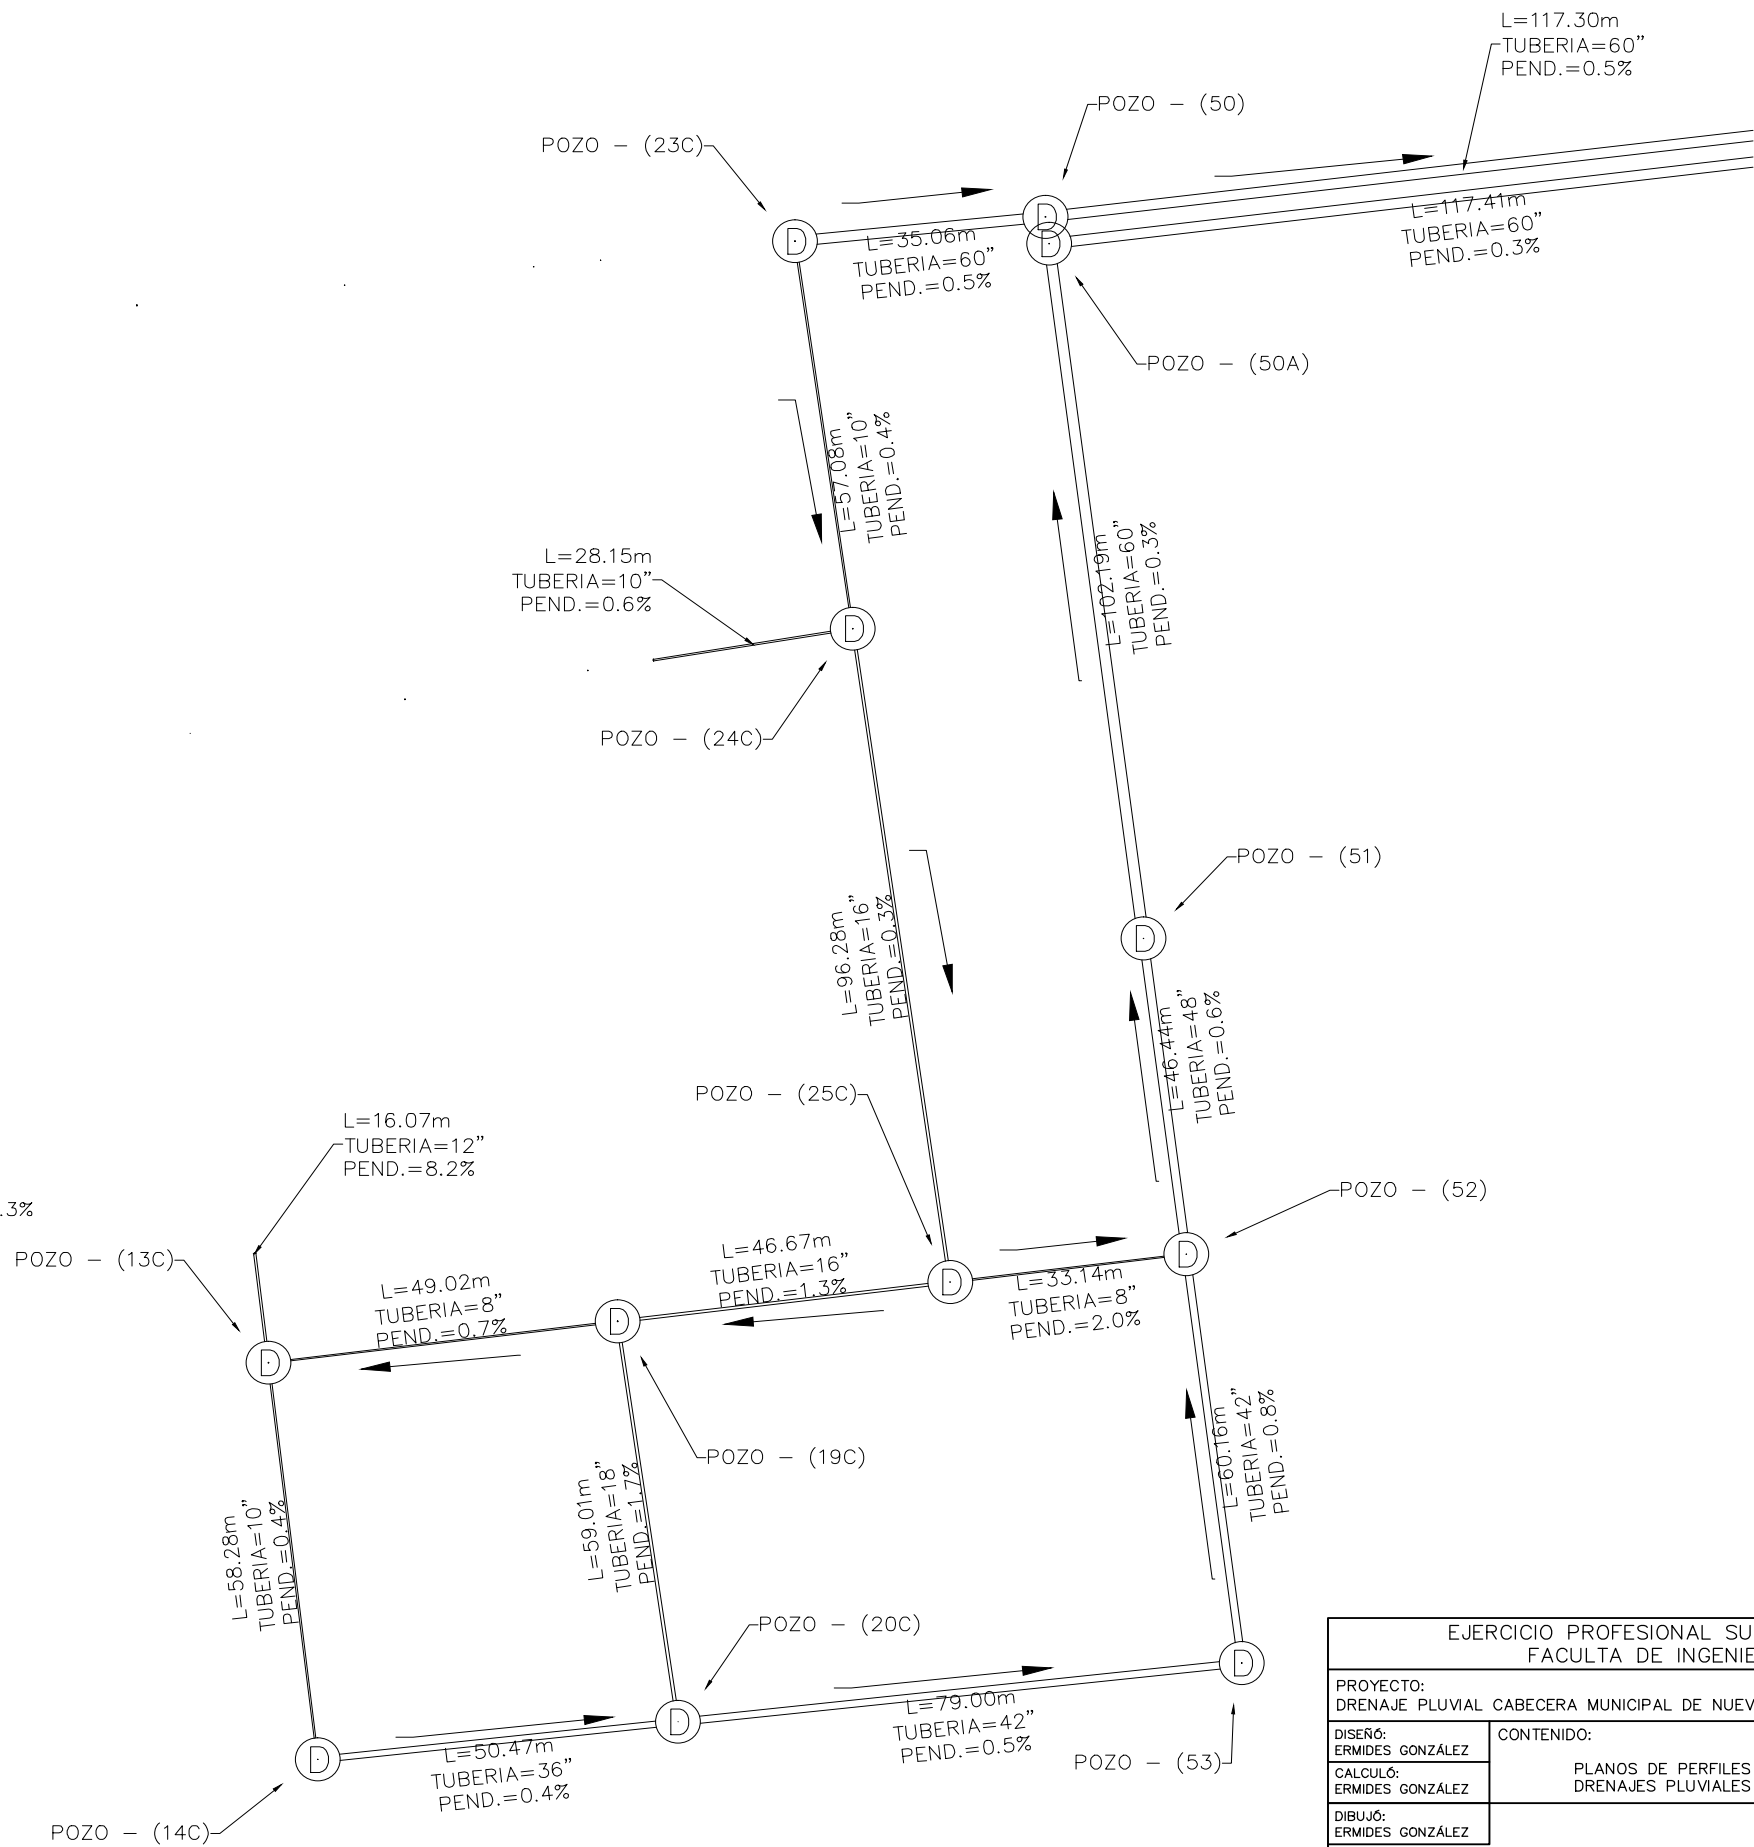 L=117.30m
TUBERIA=60”
PEND.=0.5%
POZO – (50)
POZO – (23C)
D
D
D
L=35.06m
TUBERIA=60”
PEND.=0.5%
L=117.41m
TUBERIA=60”
PEND.=0.3%
POZO – (50A)
L=57.08m
TUBERIA=10”
PEND.=0.4%
L=102.19m
TUBERIA=60”
PEND.=0.3%
L=28.15m
TUBERIA=10”
PEND.=0.6%
D
POZO – (24C)
POZO – (51)
L=96.28m
TUBERIA=16”
PEND.=0.3%
D
L=46.44m
TUBERIA=48”
PEND.=0.6%
POZO – (25C)
L=16.07m
TUBERIA=12”
PEND.=8.2%
POZO – (52)
.3%
POZO – (13C)
L=49.02m
TUBERIA=8”
PEND.=0.7%
L=46.67m
TUBERIA=16”
PEND.=1.3%
L=33.14m
TUBERIA=8”
PEND.=2.0%
D
D
D
D
POZO – (19C)
L=60.16m
TUBERIA=42”
PEND.=0.8%
L=58.28m
TUBERIA=10”
PEND.=0.4%
L=59.01m
TUBERIA=18”
PEND.=1.7%
POZO – (20C)
D
D
D
L=79.00m
TUBERIA=42”
PEND.=0.5%
L=50.47m
TUBERIA=36”
PEND.=0.4%
POZO – (53)
POZO – (14C)
EJERCICIO PROFESIONAL SU
FACULTA DE INGENIE
PROYECTO:
DRENAJE PLUVIAL CABECERA MUNICIPAL DE NUEV
DISEÑÓ:
ERMIDES GONZÁLEZ
CONTENIDO:
PLANOS DE PERFILES
DRENAJES PLUVIALES
CALCULÓ:
ERMIDES GONZÁLEZ
DIBUJÓ:
ERMIDES GONZÁLEZ